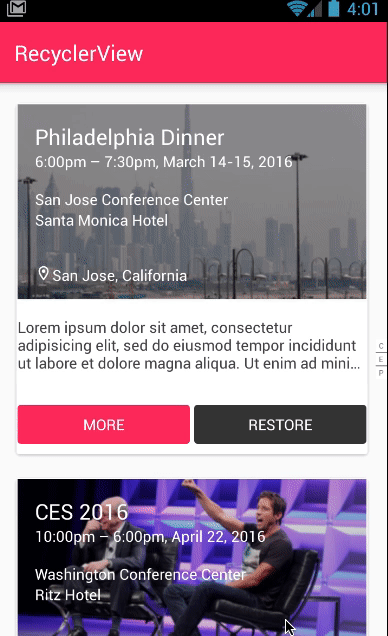 4:01
RecyclerView
Philadelphia Dinner
6:00pm – 7:30pm, March 14-15, 2016
San Jose Conference Center
Santa Monica Hotel
San Jose, California
Lorem ipsum dolor sit amet, consectetur
adipisicing elit, sed do eiusmod tempor incididunt
ut labore et dolore magna aliqua. Ut enim ad mini...
C
E
P
MORE
RESTORE
CES 2016
10:00pm – 6:00pm, April 22, 2016
Washington Conference Center
Ritz Hotel